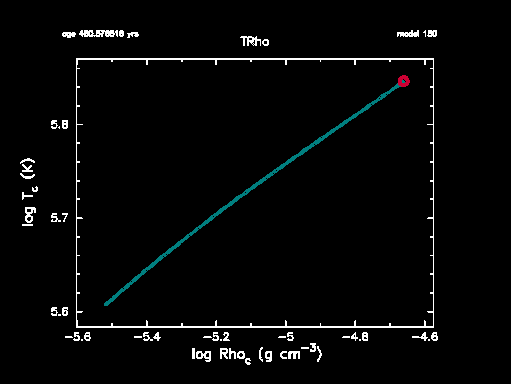 age 460.576516 yrs
model 150
TRho
log T_c (K)
5.8
5.7
5.6
−5.6 −5.4 −5.2 −5 −4.8 −4.6
log Rho_c (g cm^−3)